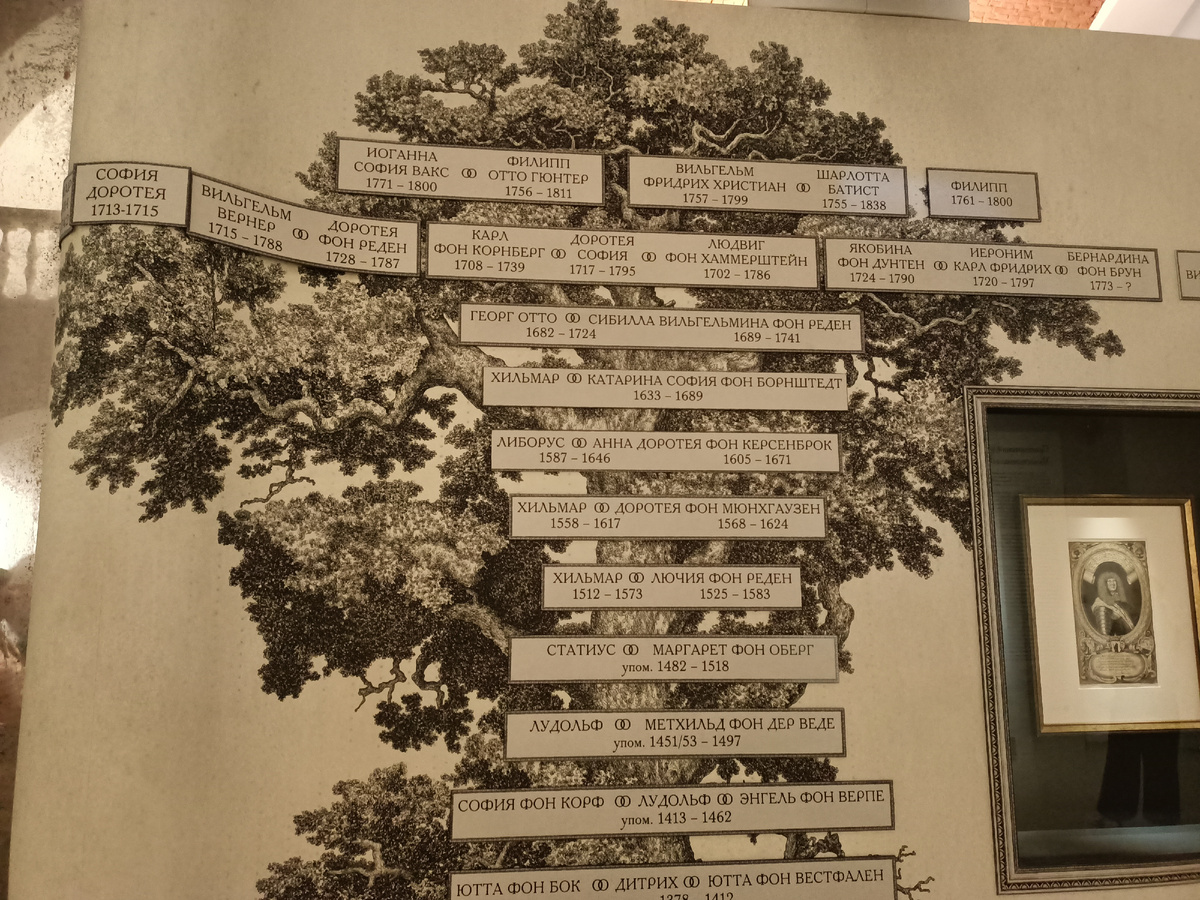 ИОГАННА ФИЛИПП
СОФИЯ ВАКС ⚭ ОТТО ГЮНТЕР
1771 – 1800 1756 – 1811
ВИЛЬГЕЛЬМ ШАРЛОТТА
ФРИДРИХ ХРИСТИАН ⚭ БАТИСТ
1757 – 1799 1755 – 1838
ФИЛИПП
1761 – 1800
СОФИЯ
ДОРОТЕЯ
1713-1715
ВИЛЬГЕЛЬМ ДОРОТЕЯ
ВЕРНЕР ⚭ ФОН РЕДЕН
1715 – 1788 1728 – 1787
КАРЛ ДОРОТЕЯ ЛЮДВИГ
ФОН КОРНБЕРГ ⚭ СОФИЯ ⚭ ФОН ХАММЕРШТЕЙН
1708 – 1739 1717 – 1795 1702 – 1786
ЯКОБИНА ИЕРОНИМ БЕРНАРДИНА
ФОН ДУНТЕН ⚭ КАРЛ ФРИДРИХ ⚭ ФОН БРУН
1724 – 1790 1720 – 1797 1773 – ?
ГЕОРГ ОТТО ⚭ СИБИЛЛА ВИЛЬГЕЛЬМИНА ФОН РЕДЕН
1682 – 1724 1689 – 1741
ХИЛЬМАР ⚭ КАТАРИНА СОФИЯ ФОН БОРНШТЕДТ
1633 – 1689
ЛИБОРУС ⚭ АННА ДОРОТЕЯ ФОН КЕРСЕНБРОК
1587 – 1646 1605 – 1671
ХИЛЬМАР ⚭ ДОРОТЕЯ ФОН МЮНХГАУЗЕН
1558 – 1617 1568 – 1624
ХИЛЬМАР ⚭ ЛЮЧИЯ ФОН РЕДЕН
1512 – 1573 1525 – 1583
СТАТИУС ⚭ МАРГАРЕТ ФОН ОБЕРГ
упом. 1482 – 1518
ЛУДОЛЬФ ⚭ МЕТХИЛЬД ФОН ДЕР ВЕДЕ
упом. 1451/53 – 1497
СОФИЯ ФОН КОРФ ⚭ ЛУДОЛЬФ ⚭ ЭНГЕЛЬ ФОН ВЕРПЕ
упом. 1413 – 1462
ЮТТА ФОН БОК ⚭ ДИТРИХ ⚭ ЮТТА ФОН ВЕСТФАЛЕН
1378 – 1412